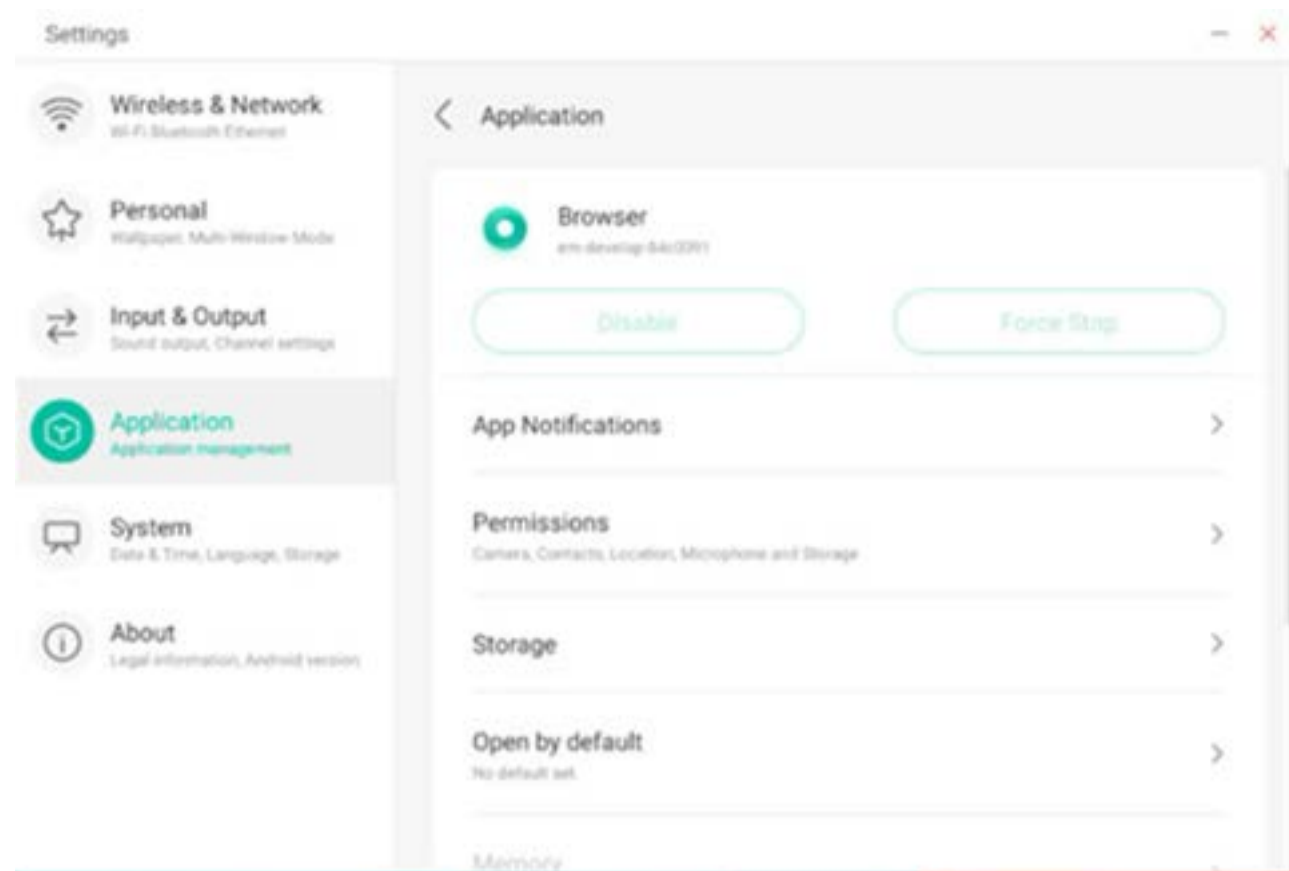 Settings
Wireless & Network
Wi-Fi Bluetooth Ethernet
Personal
Wallpaper, Multi-Window Mode
Input & Output
Sound output, Channel settings
Application
Application management
System
Date & Time, Language, Storage
About
Legal information, Android version
Application
Browser
Disable
Force Stop
App Notifications
Permissions
Camera, Contacts, Location, Microphone and Storage
Storage
Open by default
No default set
Memory